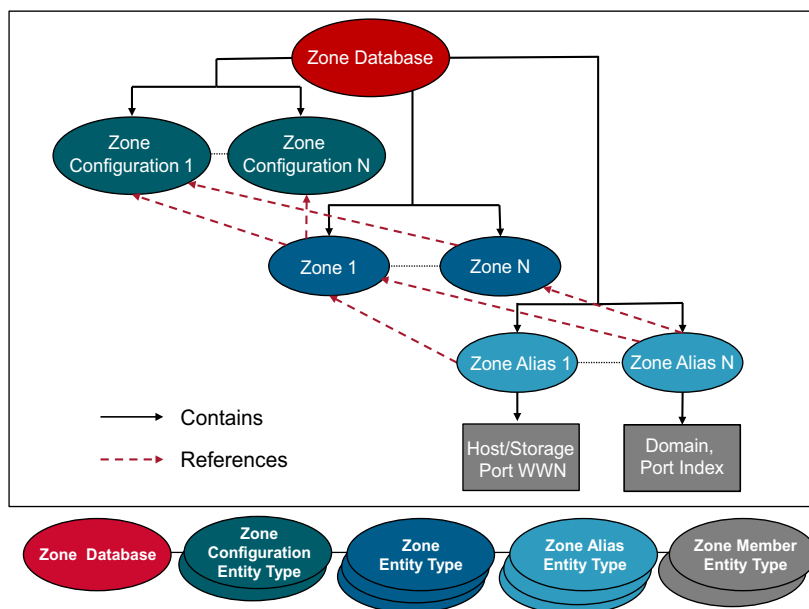 Zone Database
Zone
Configuration 1
Zone
Configuration N
Zone 1
Zone N
Zone Alias 1
Zone Alias N
Contains
References
Host/Storage
Port WWN
Domain,
Port Index
Zone Database
Zone
Configuration
Entity Type
Zone
Entity Type
Zone Alias
Entity Type
Zone Member
Entity Type